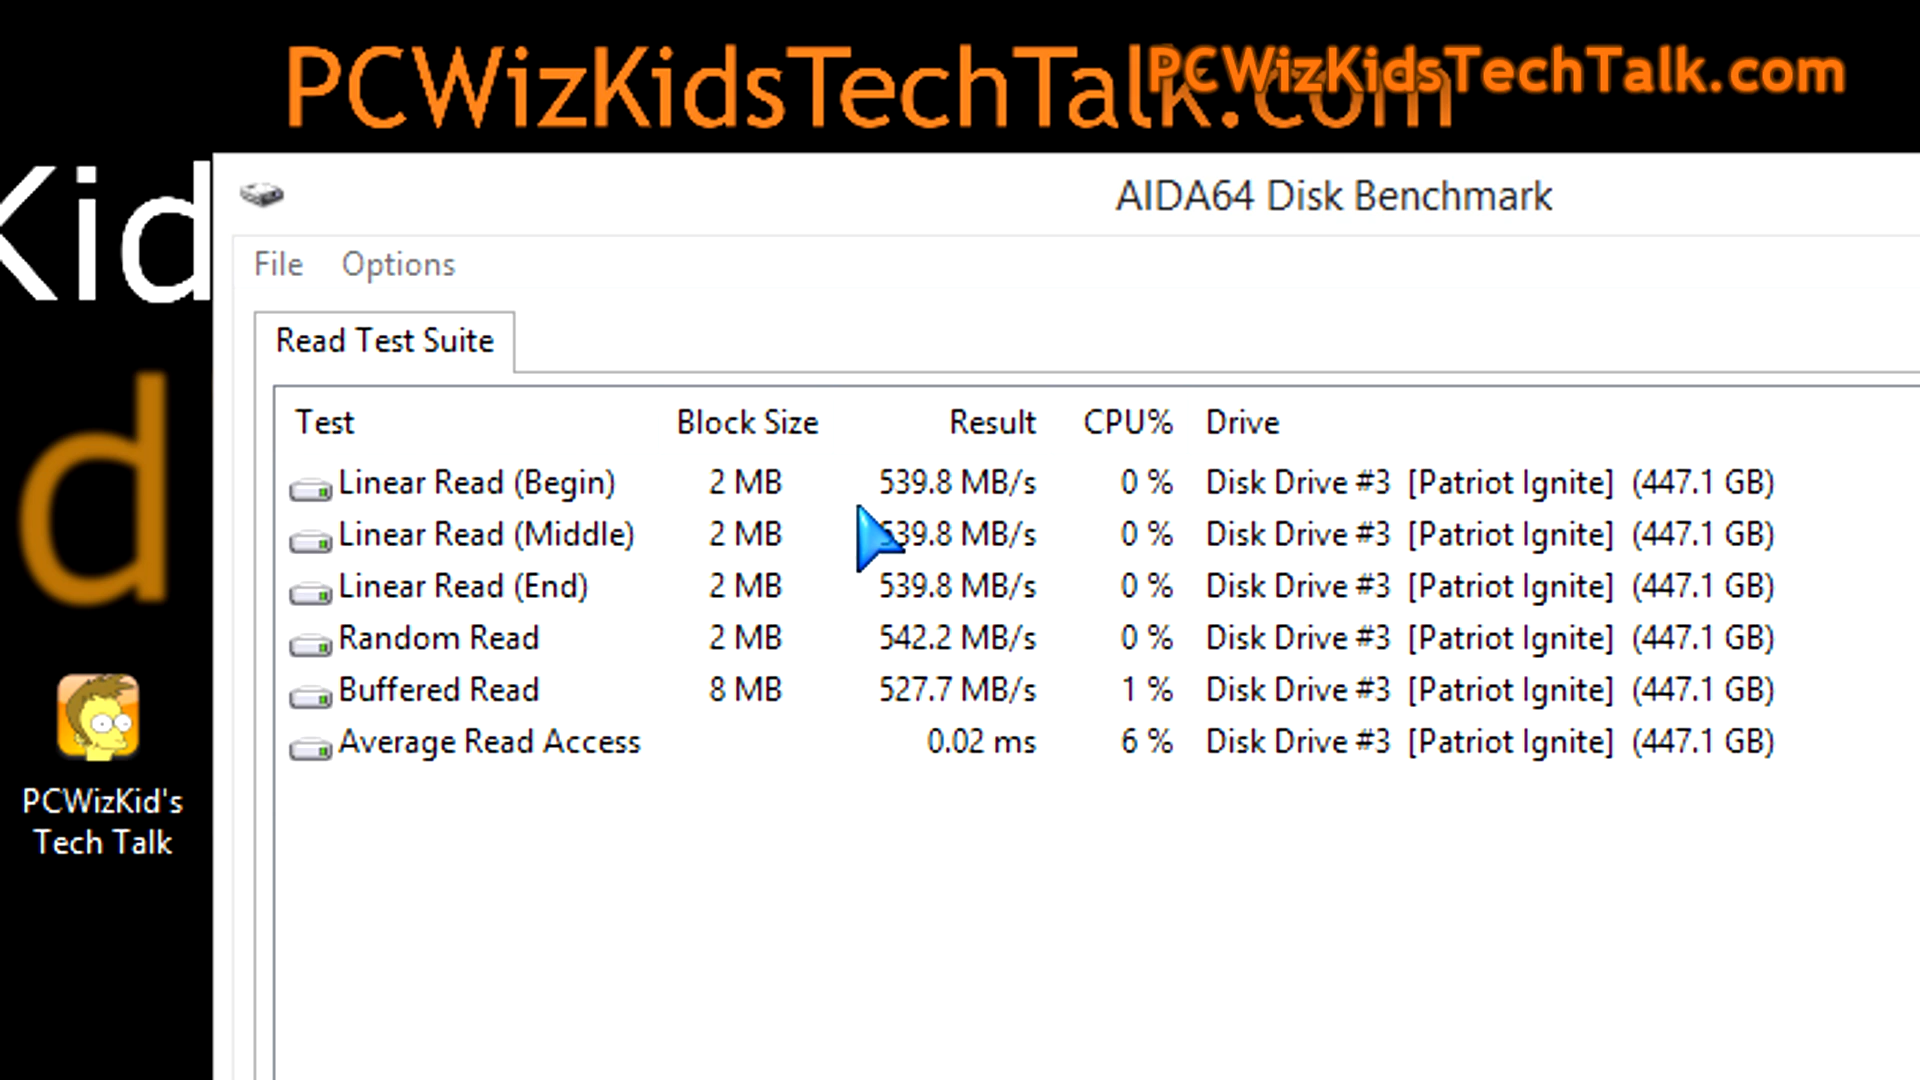 PCWizKidsTechTalk.com
PCWizKidsTechTalk.com
Kid
d
AIDA64 Disk Benchmark
File Options
Read Test Suite
Test Block Size Result CPU% Drive
Linear Read (Begin) 2 MB 539.8 MB/s 0 % Disk Drive #3 [Patriot Ignite] (447.1 GB)
Linear Read (Middle) 2 MB 539.8 MB/s 0 % Disk Drive #3 [Patriot Ignite] (447.1 GB)
Linear Read (End) 2 MB 539.8 MB/s 0 % Disk Drive #3 [Patriot Ignite] (447.1 GB)
Random Read 2 MB 542.2 MB/s 0 % Disk Drive #3 [Patriot Ignite] (447.1 GB)
Buffered Read 8 MB 527.7 MB/s 1 % Disk Drive #3 [Patriot Ignite] (447.1 GB)
Average Read Access 0.02 ms 6 % Disk Drive #3 [Patriot Ignite] (447.1 GB)
PCWizKid's
Tech Talk